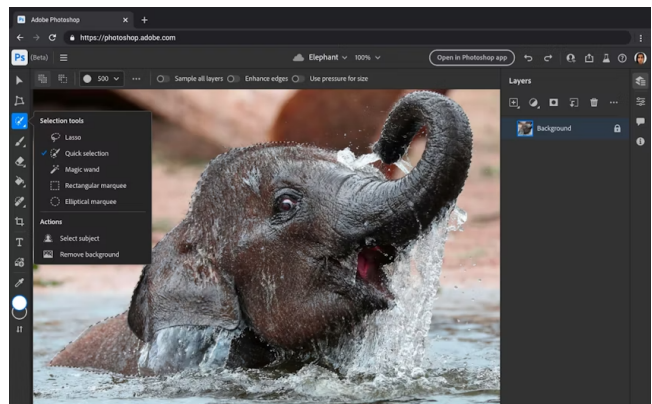 Ps Adobe Photoshop × +
https://photoshop.adobe.com
Ps (Beta) Elephant 100% Open in Photoshop app
500 ••• Sample all layers Enhance edges Use pressure for size
Layers
Background
Selection tools
Lasso
Quick selection
Magic wand
Rectangular marquee
Elliptical marquee
Actions
Select subject
Remove background
T